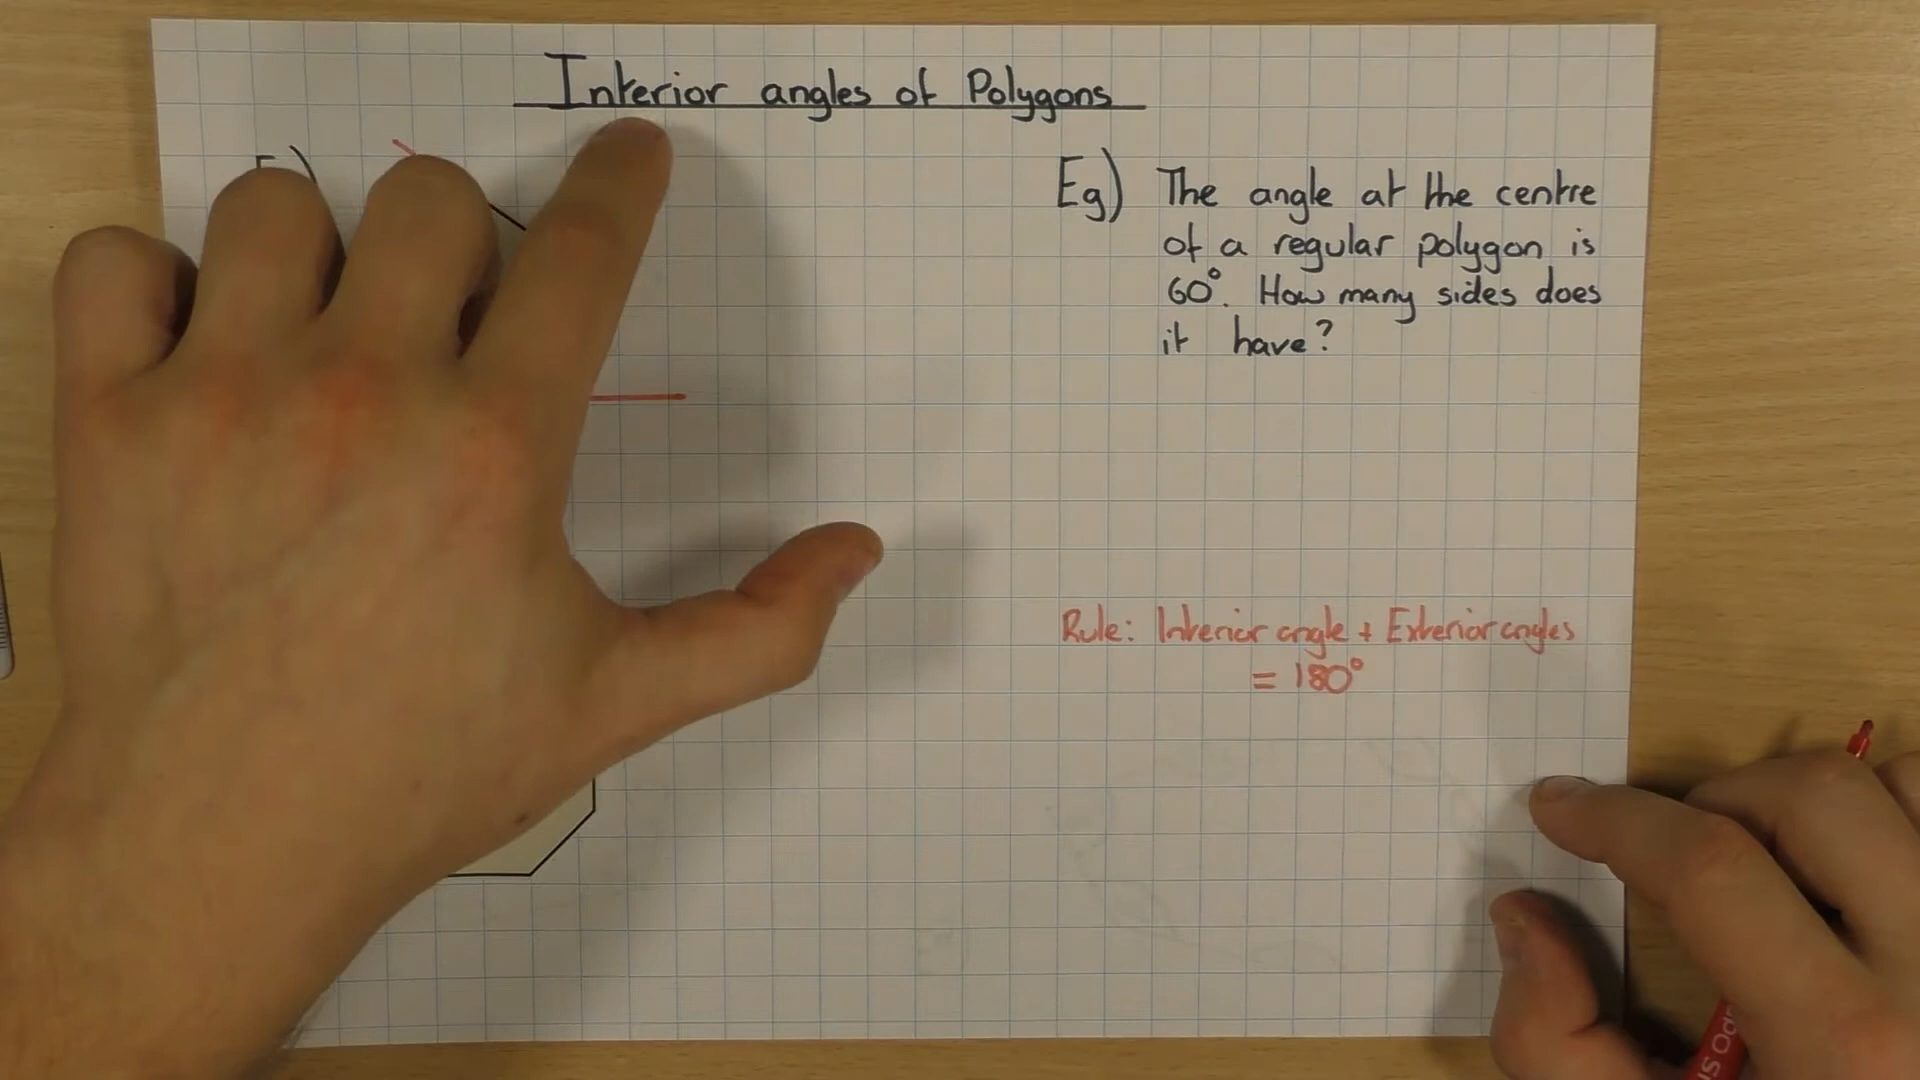 Interior angles of Polygons
Eg) The angle at the centre
of a regular polygon is
60°. How many sides does
it have?
Rule: Interior angle + Exterior angles
= 180°